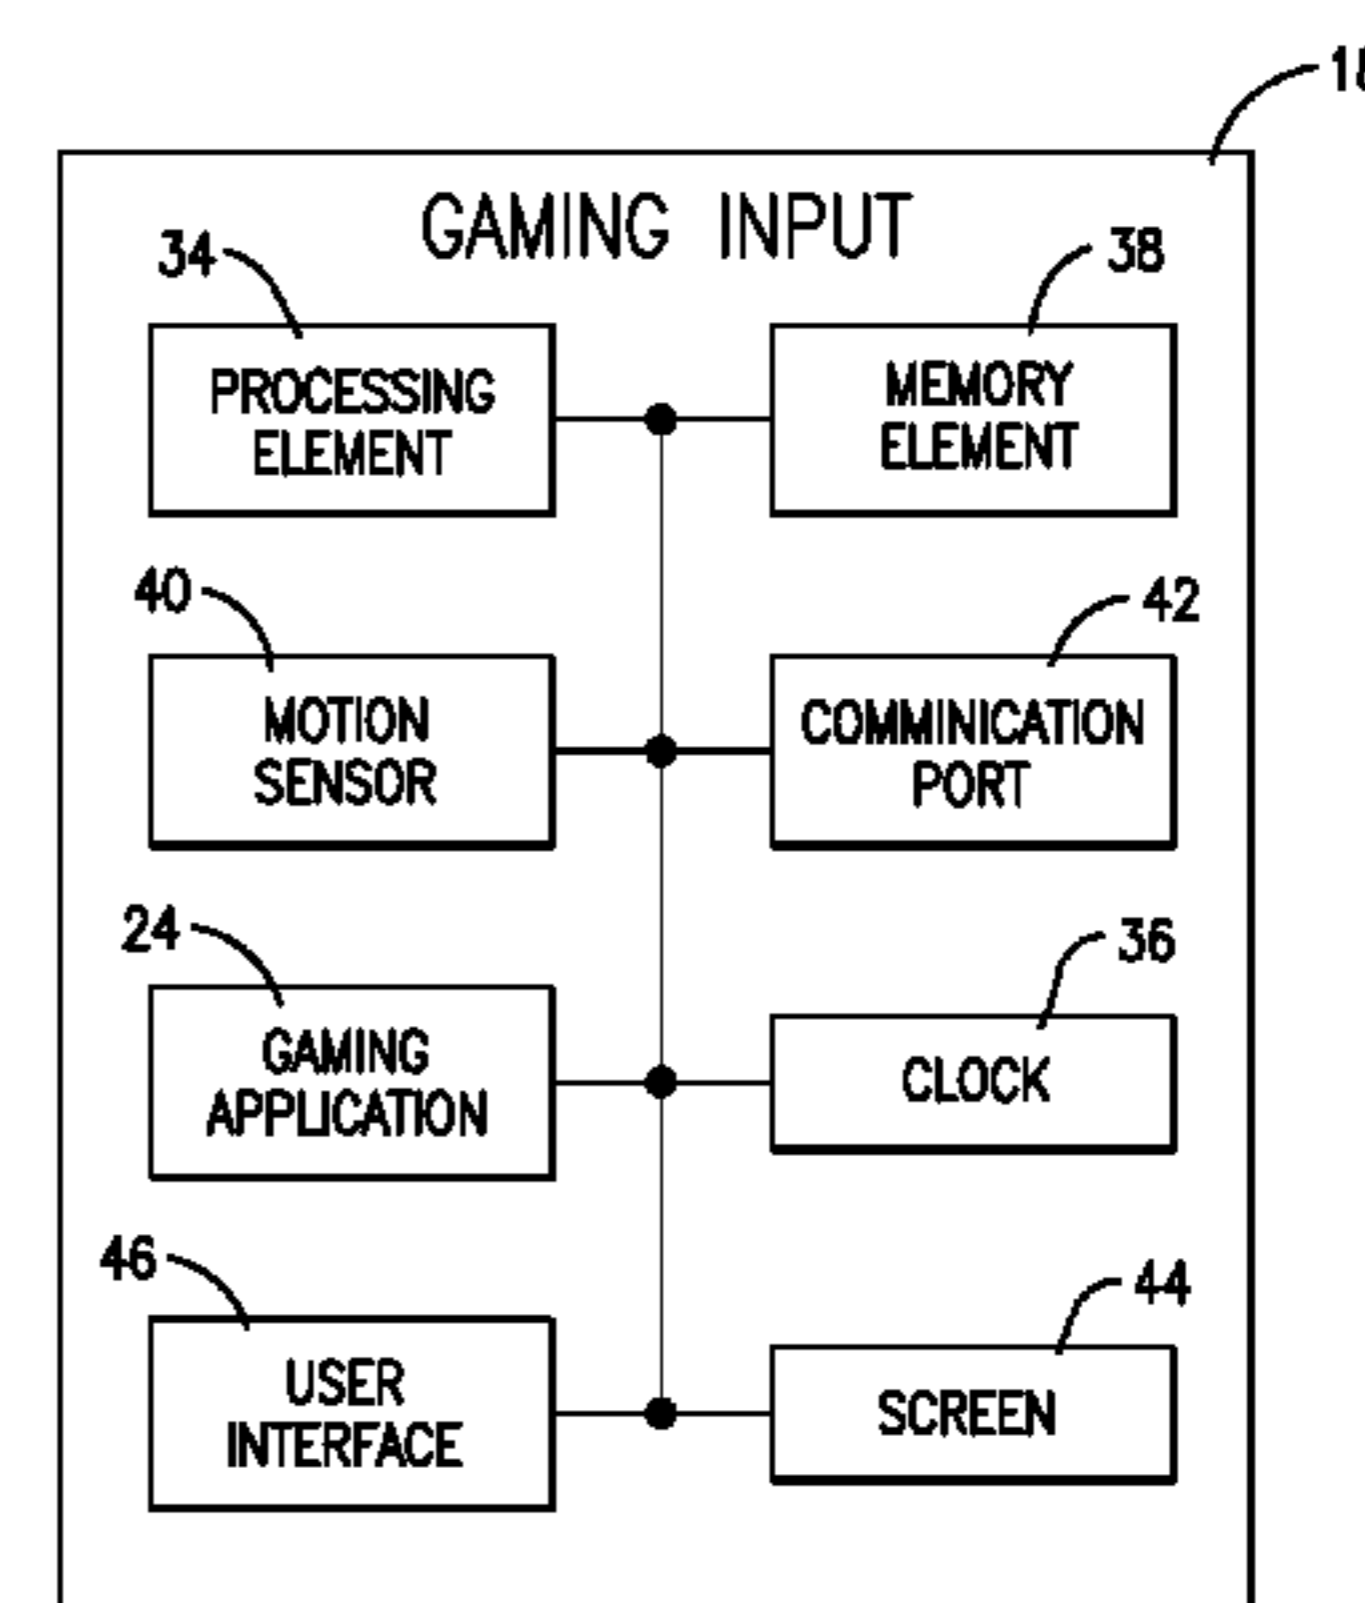 18
GAMING INPUT
34
38
PROCESSING
ELEMENT
MEMORY
ELEMENT
40
42
MOTION
SENSOR
COMMINICATION
PORT
24
36
GAMING
APPLICATION
CLOCK
46
44
USER
INTERFACE
SCREEN